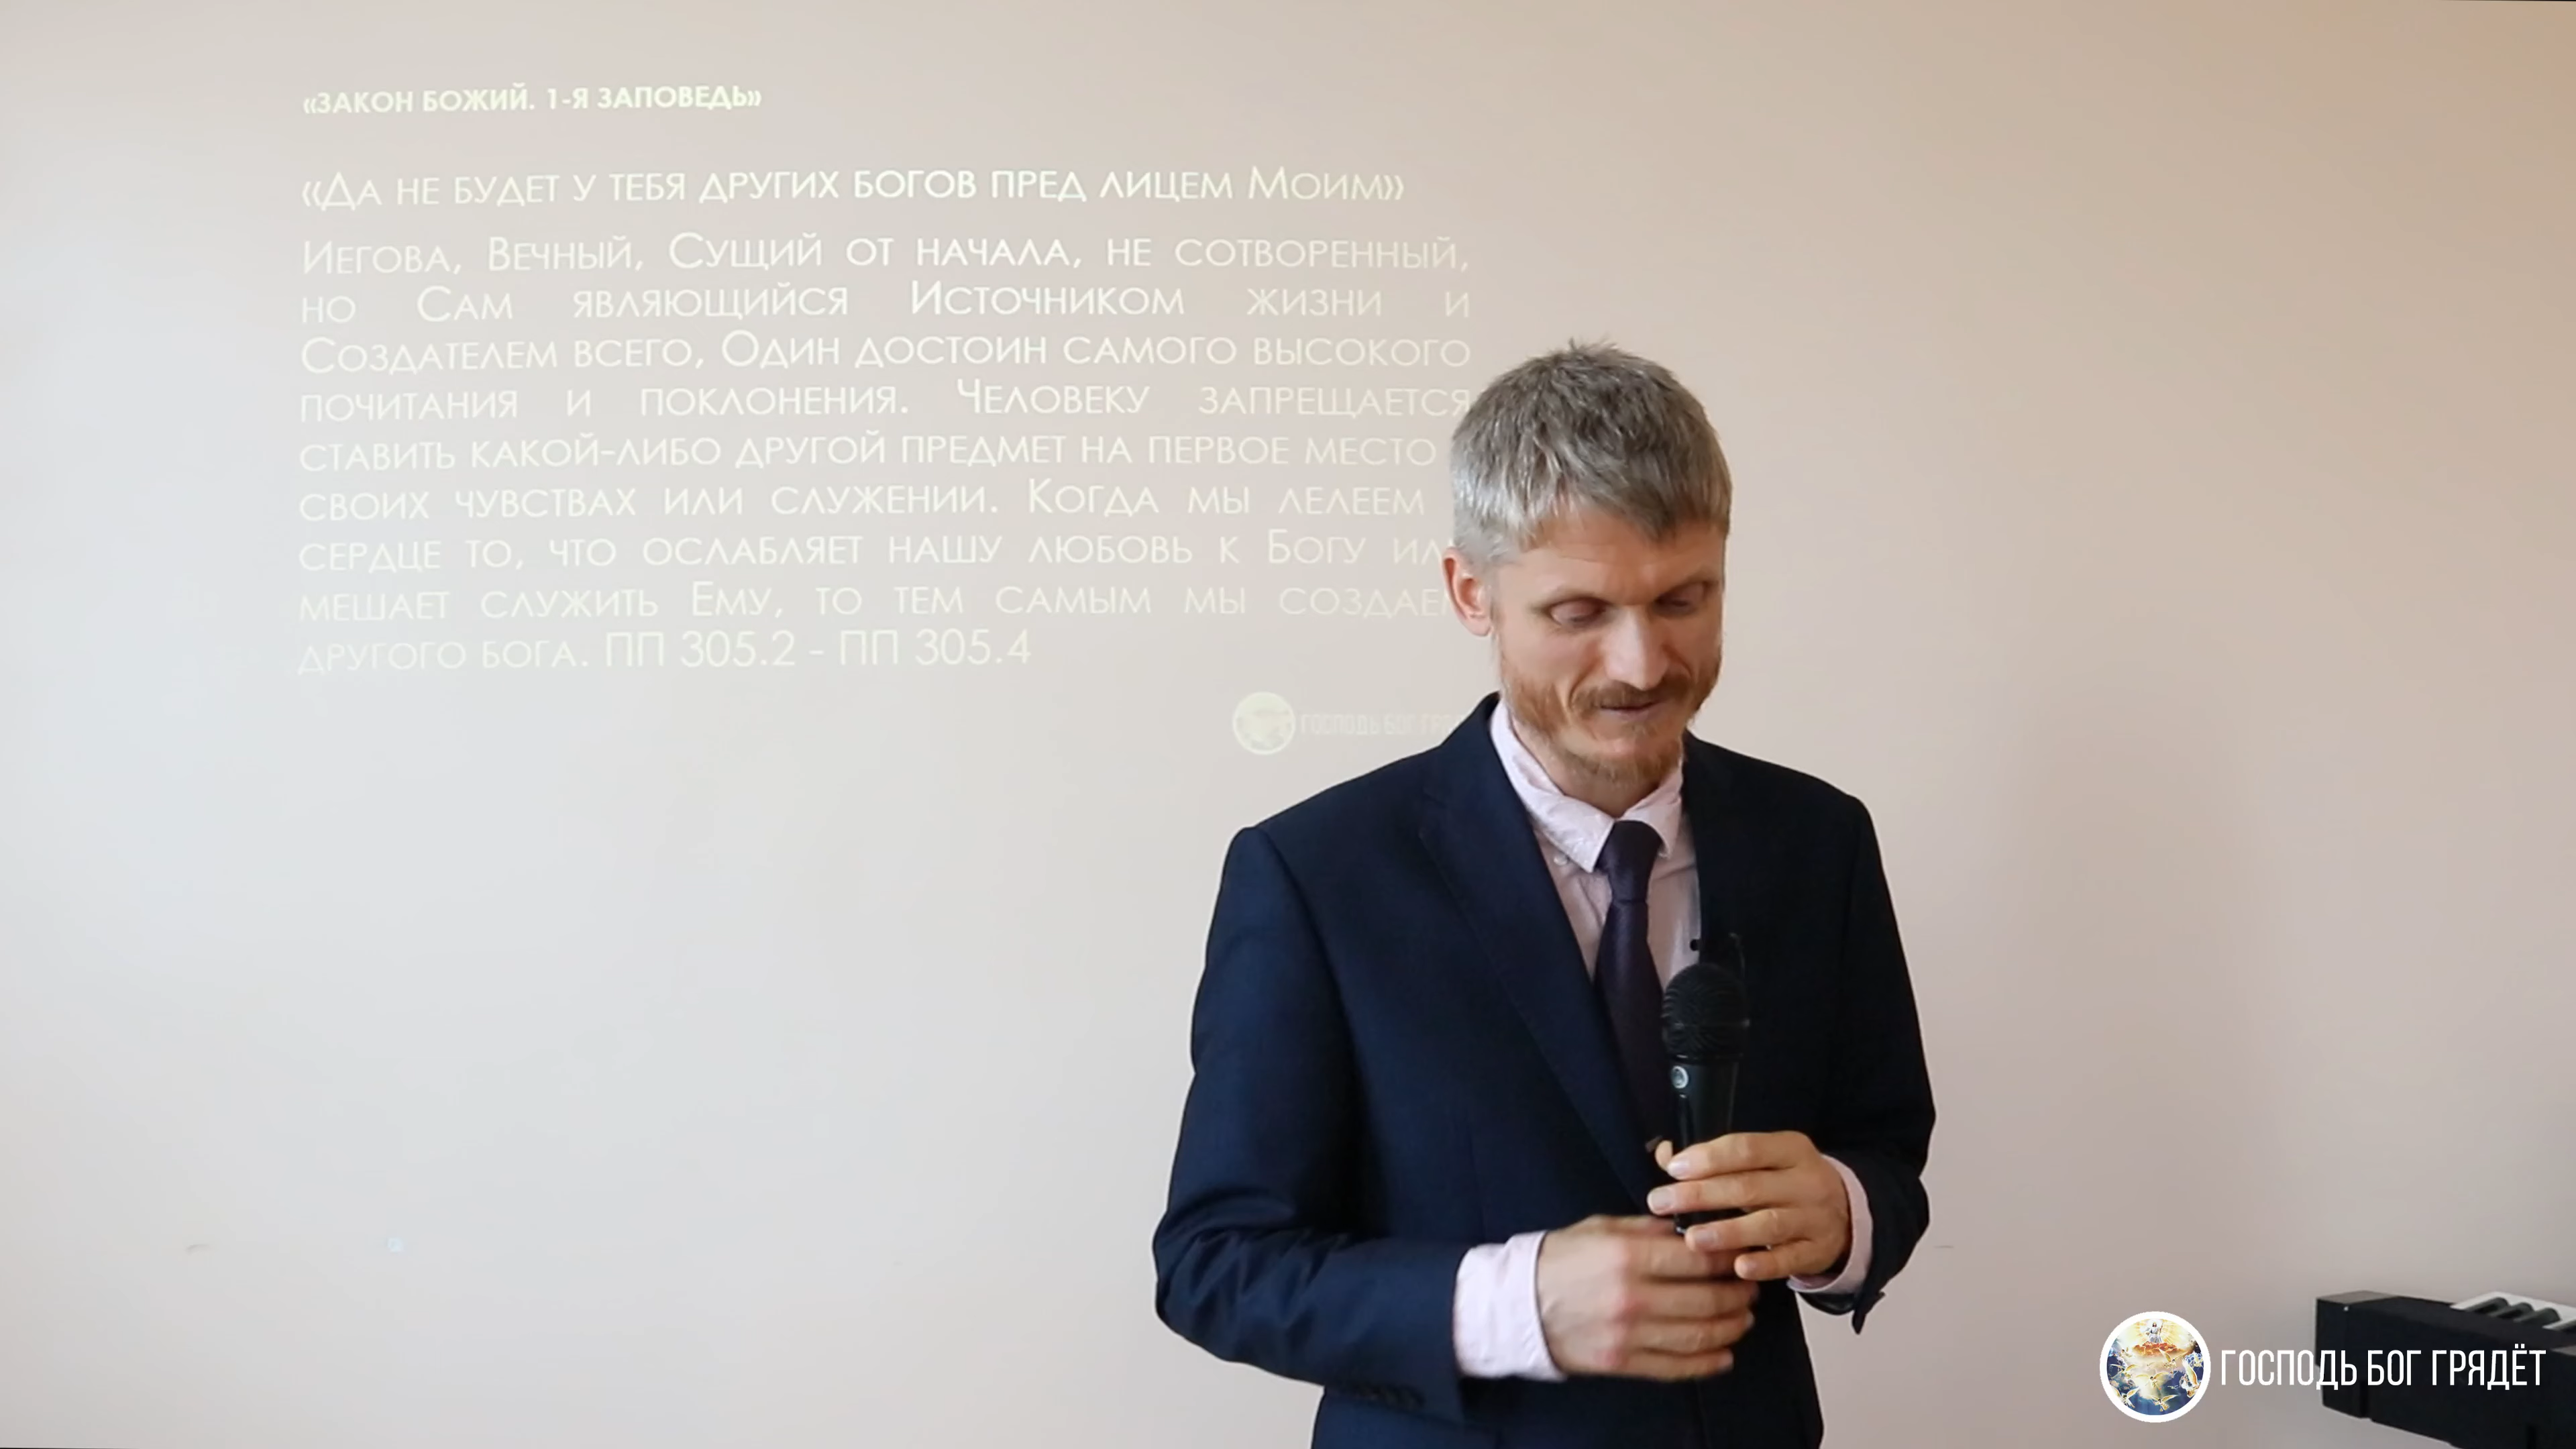 «ЗАКОН БОЖИЙ. 1-Я ЗАПОВЕДЬ»
«ДА НЕ БУДЕТ У ТЕБЯ ДРУГИХ БОГОВ ПРЕД ЛИЦЕМ МОИМ»
ИЕГОВА, ВЕЧНЫЙ, СУЩИЙ ОТ НАЧАЛА, НЕ СОТВОРЕННЫЙ,
НО САМ ЯВЛЯЮЩИЙСЯ ИСТОЧНИКОМ ЖИЗНИ И
СОЗДАТЕЛЕМ ВСЕГО, ОДИН ДОСТОИН САМОГО ВЫСОКОГО
ПОЧИТАНИЯ И ПОКЛОНЕНИЯ. ЧЕЛОВЕКУ ЗАПРЕЩАЕТСЯ
СТАВИТЬ КАКОЙ-ЛИБО ДРУГОЙ ПРЕДМЕТ НА ПЕРВОЕ МЕСТО
СВОИХ ЧУВСТВАХ ИЛИ СЛУЖЕНИИ. КОГДА МЫ ЛЕЛЕЕМ
СЕРДЦЕ ТО, ЧТО ОСЛАБЛЯЕТ НАШУ ЛЮБОВЬ К БОГУ
МЕШАЕТ СЛУЖИТЬ ЕМУ, ТО ТЕМ САМЫМ МЫ
ДРУГОГО БОГА. ПП 305.2 - ПП 305.4
ГОСПОДЬ БОГ
ГОСПОДЬ БОГ ГРЯДЁТ